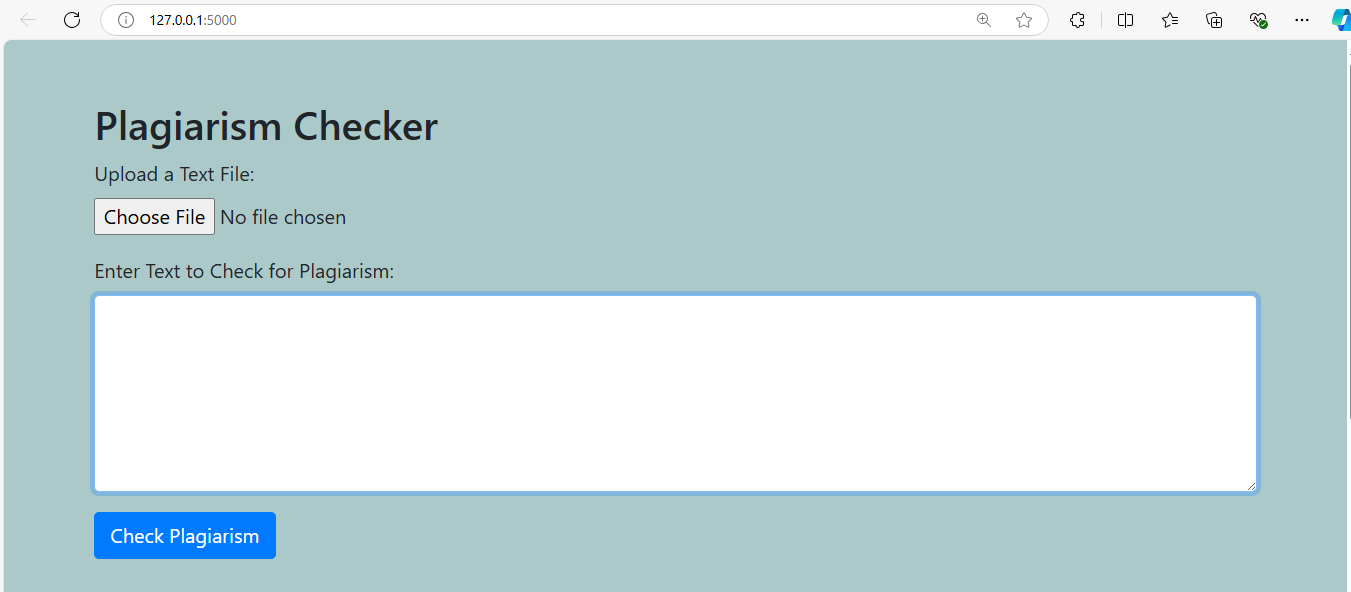 127.0.0.1:5000
Plagiarism Checker
Upload a Text File:
Choose File No file chosen
Enter Text to Check for Plagiarism:
Check Plagiarism